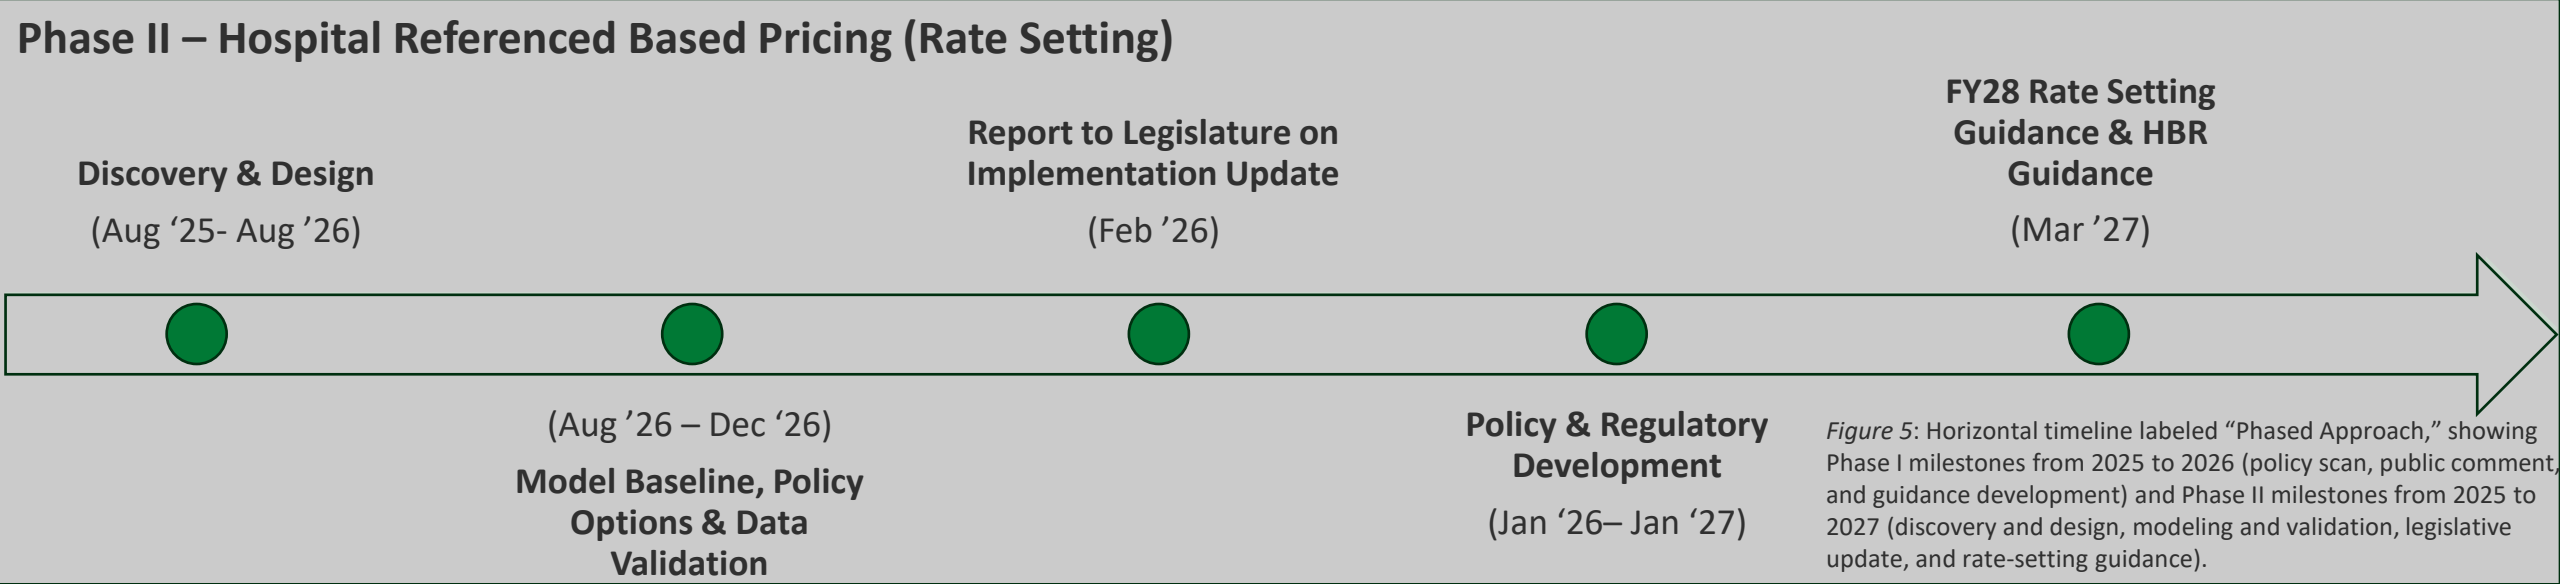 Phase II – Hospital Referenced Based Pricing (Rate Setting)
Discovery & Design
(Aug ‘25- Aug ’26)
(Aug ’26 – Dec ‘26)
Model Baseline, Policy
Options & Data
Validation
Report to Legislature on
Implementation Update
(Feb ’26)
Policy & Regulatory
Development
(Jan ‘26– Jan ‘27)
FY28 Rate Setting
Guidance & HBR
Guidance
(Mar ’27)
Figure 5: Horizontal timeline labeled “Phased Approach,” showing
Phase I milestones from 2025 to 2026 (policy scan, public comment,
and guidance development) and Phase II milestones from 2025 to
2027 (discovery and design, modeling and validation, legislative
update, and rate-setting guidance).